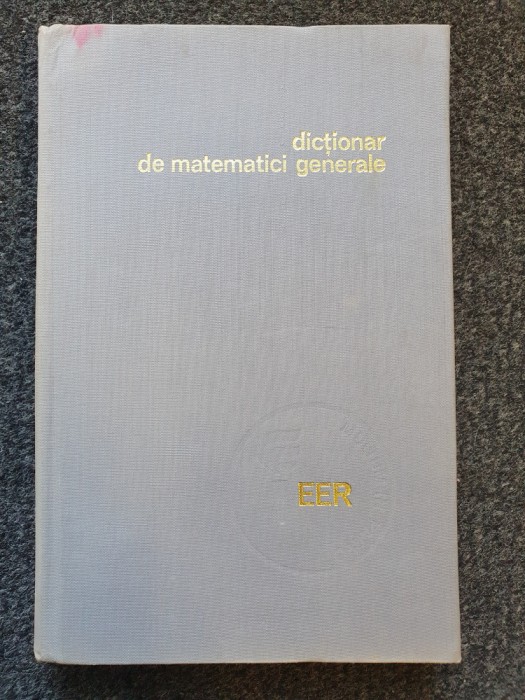 dicționar
de matematici generale
EER